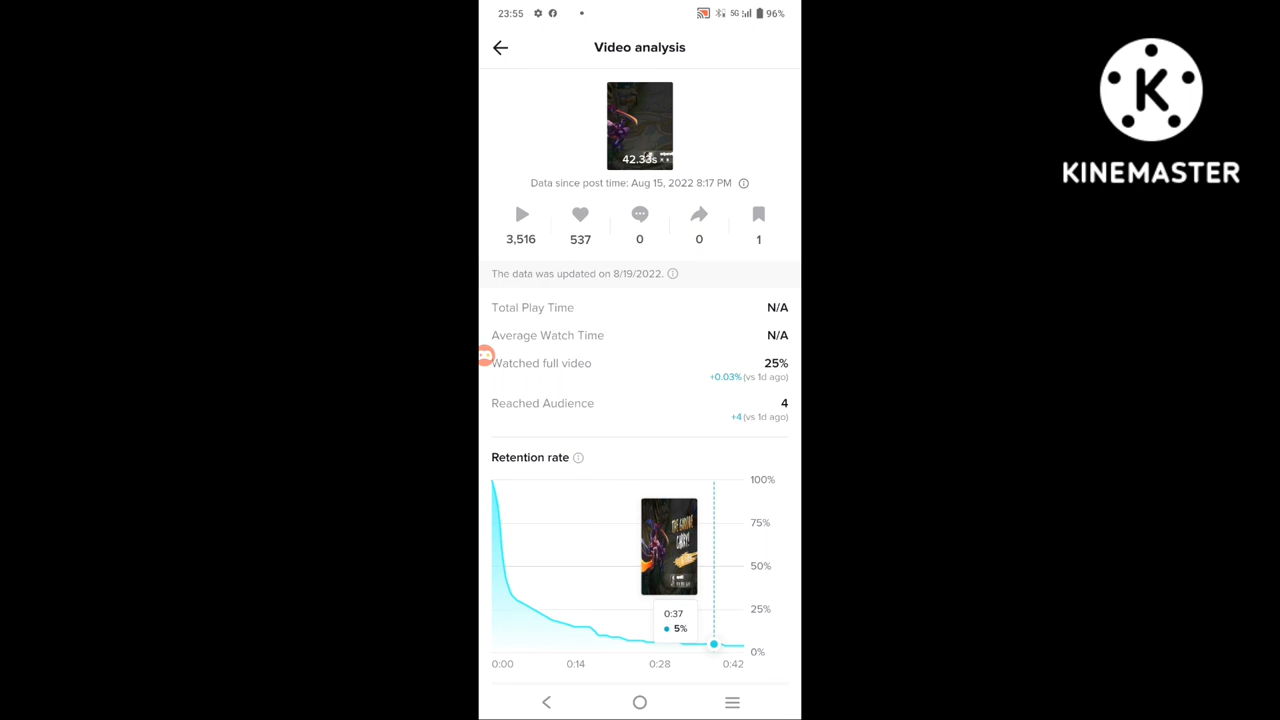 23:55
5G
96%
Video analysis
42.33s
Data since post time: Aug 15, 2022 8:17 PM
3,516
537
0
0
1
The data was updated on 8/19/2022.
Total Play Time
N/A
Average Watch Time
N/A
Watched full video
25%
+0.03% (vs 1d ago)
Reached Audience
4
+4 (vs 1d ago)
Retention rate
100%
75%
50%
25%
0%
0:37
5%
0:00
0:14
0:28
0:42
K
KINEMASTER